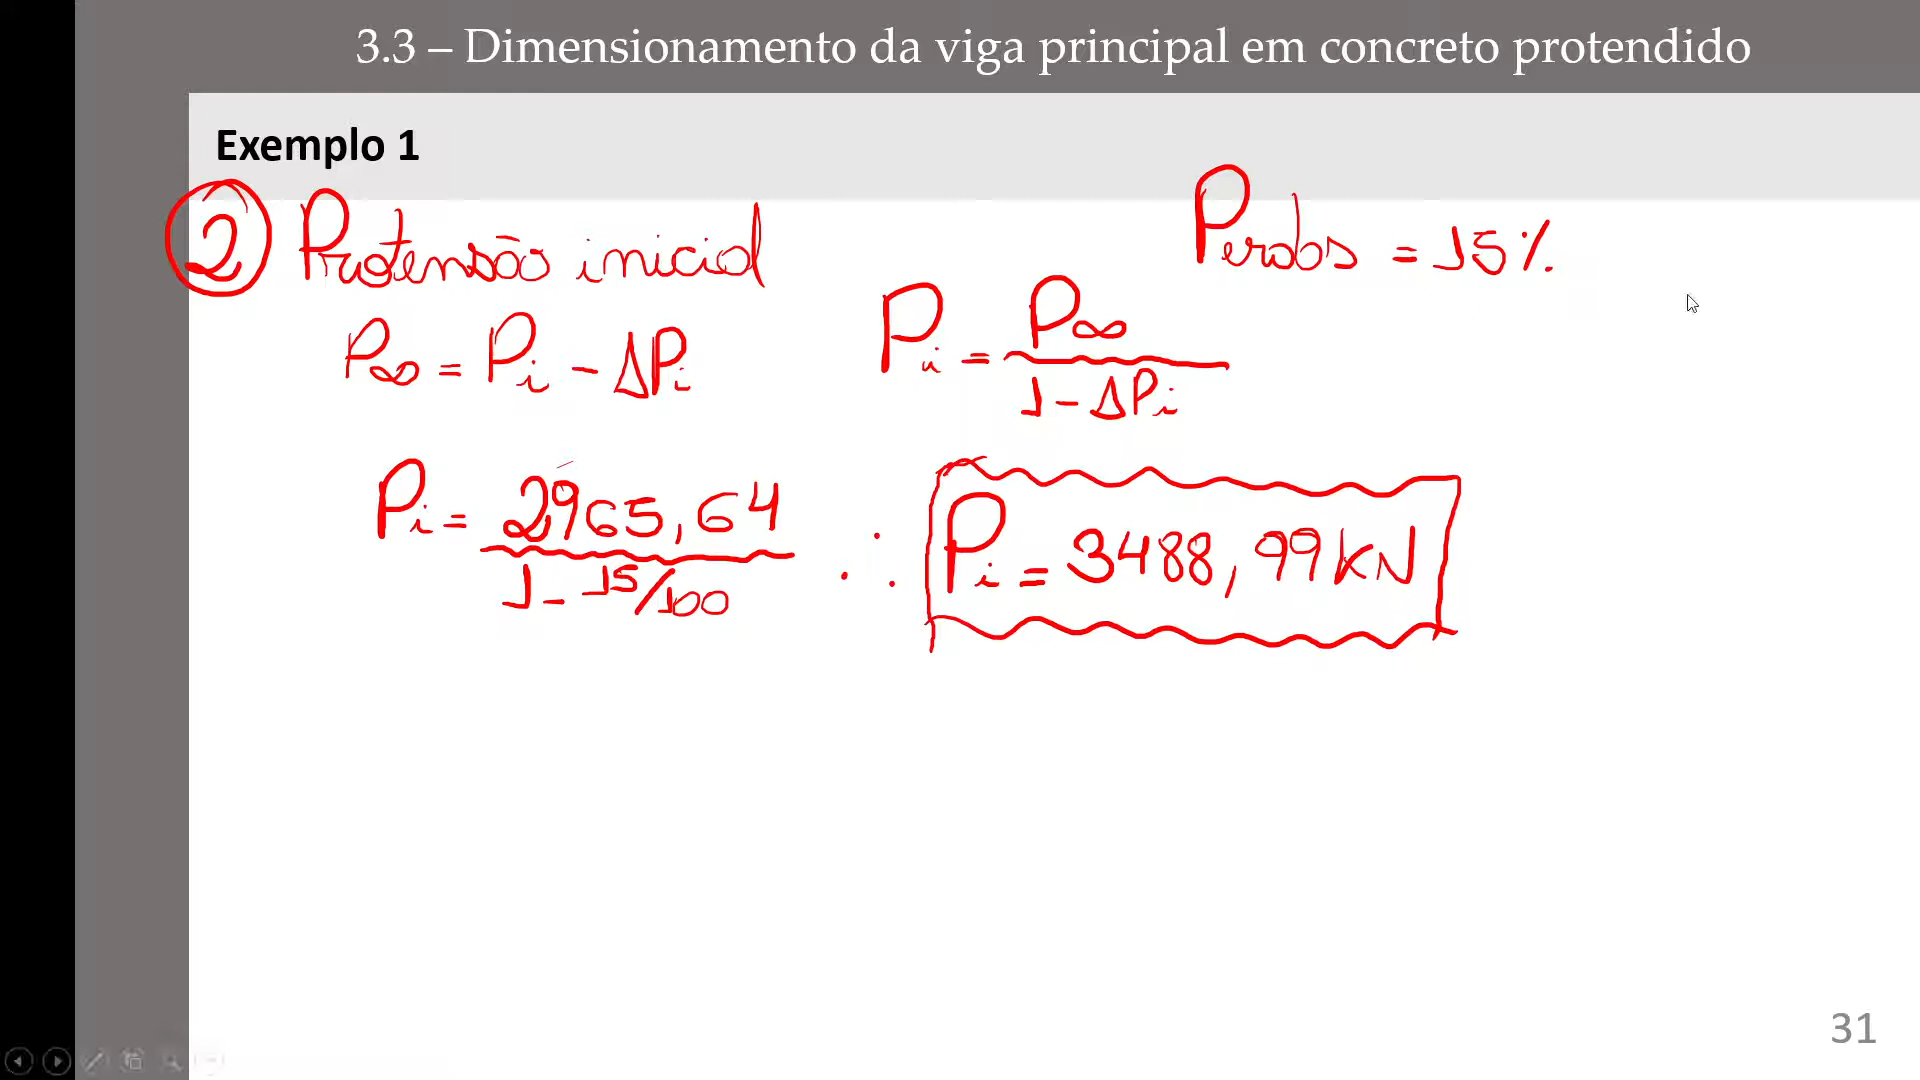 3.3 – Dimensionamento da viga principal em concreto protendido
Exemplo 1
2 Protensão inicial
Perdas = 15%
P∞ = Pi - ΔPi
Pi = P∞ / 1 - ΔPi
Pi = 2965,64 / 1 - 15/100 ∴ Pi = 3488,99 kN
31